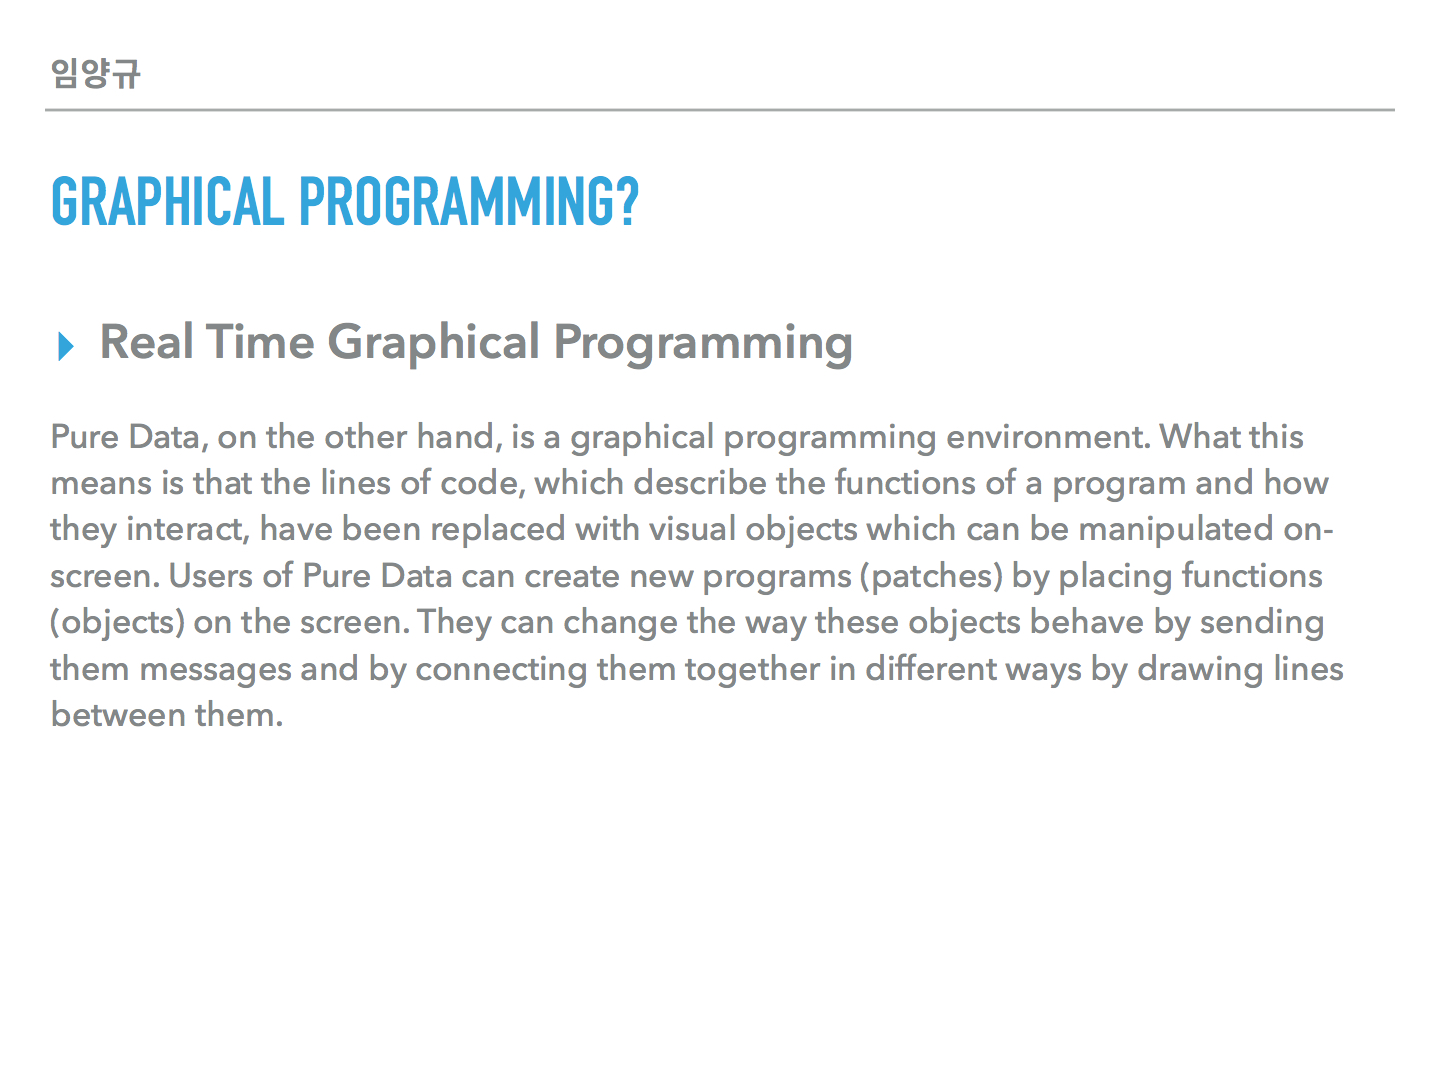 임양규
GRAPHICAL PROGRAMMING?
Real Time Graphical Programming
Pure Data, on the other hand, is a graphical programming environment. What this
means is that the lines of code, which describe the functions of a program and how
they interact, have been replaced with visual objects which can be manipulated on-
screen. Users of Pure Data can create new programs (patches) by placing functions
(objects) on the screen. They can change the way these objects behave by sending
them messages and by connecting them together in different ways by drawing lines
between them.